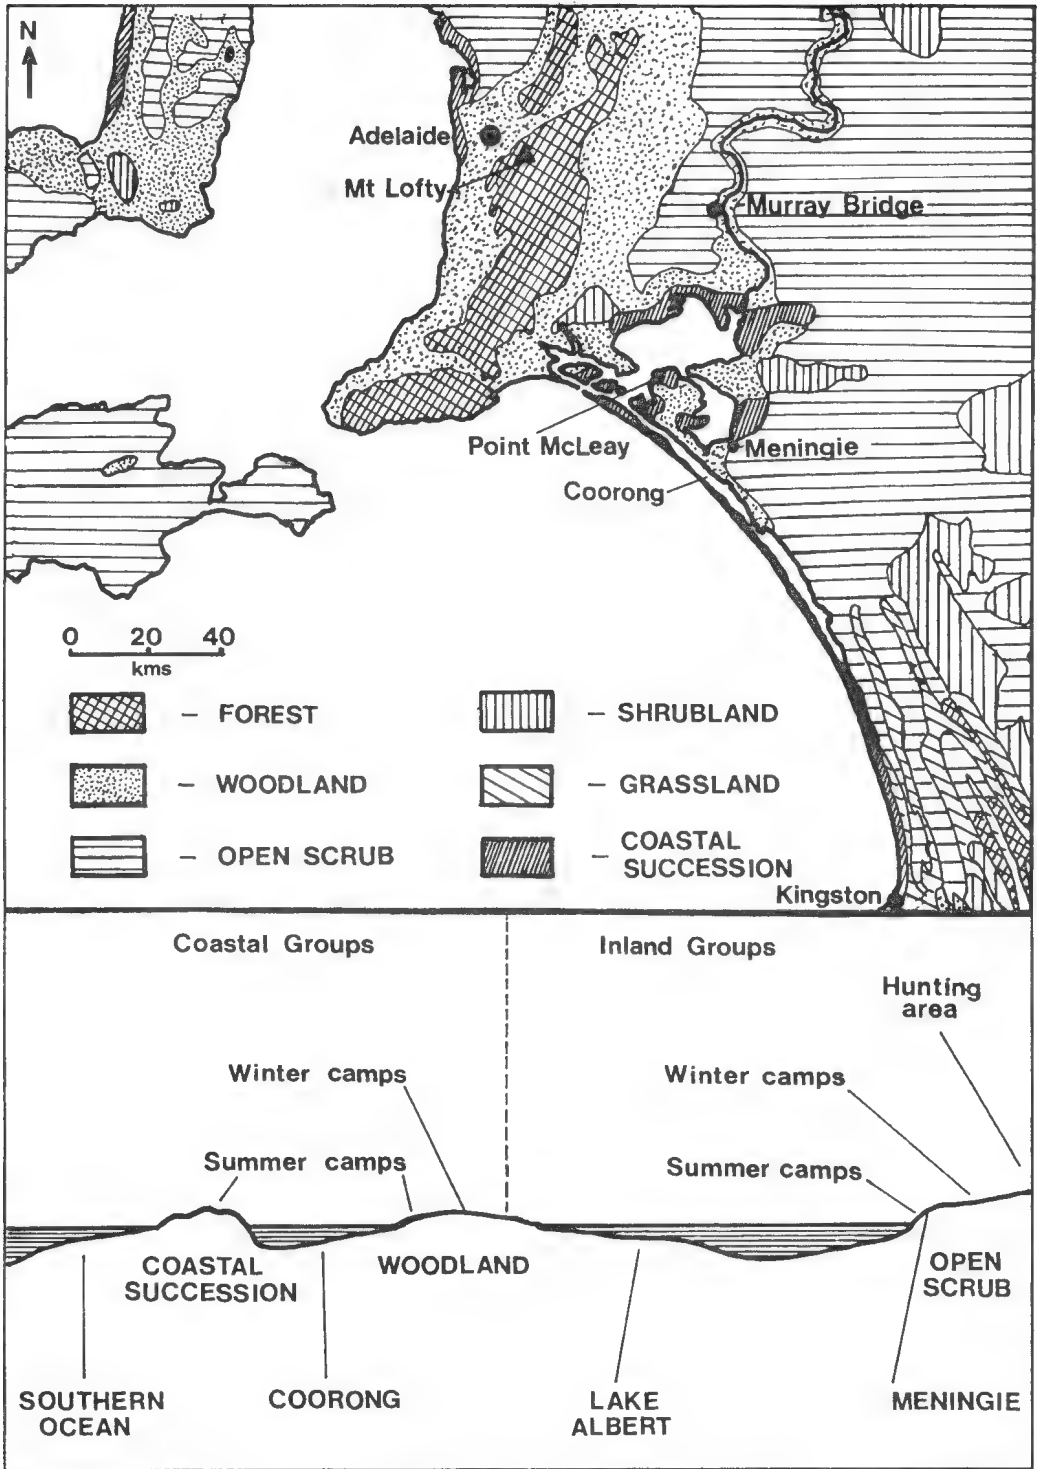 N
Adelaide
Mt Lofty
Murray Bridge
Point McLeay
Meningie
Coorong
0 20 40
kms
– FOREST
– SHRUBLAND
– WOODLAND
– GRASSLAND
– OPEN SCRUB
– COASTAL
SUCCESSION
Kingston
Coastal Groups
Inland Groups
Hunting
area
Winter camps
Winter camps
Summer camps
Summer camps
COASTAL
SUCCESSION
WOODLAND
OPEN
SCRUB
SOUTHERN
OCEAN
COORONG
LAKE
ALBERT
MENINGIE